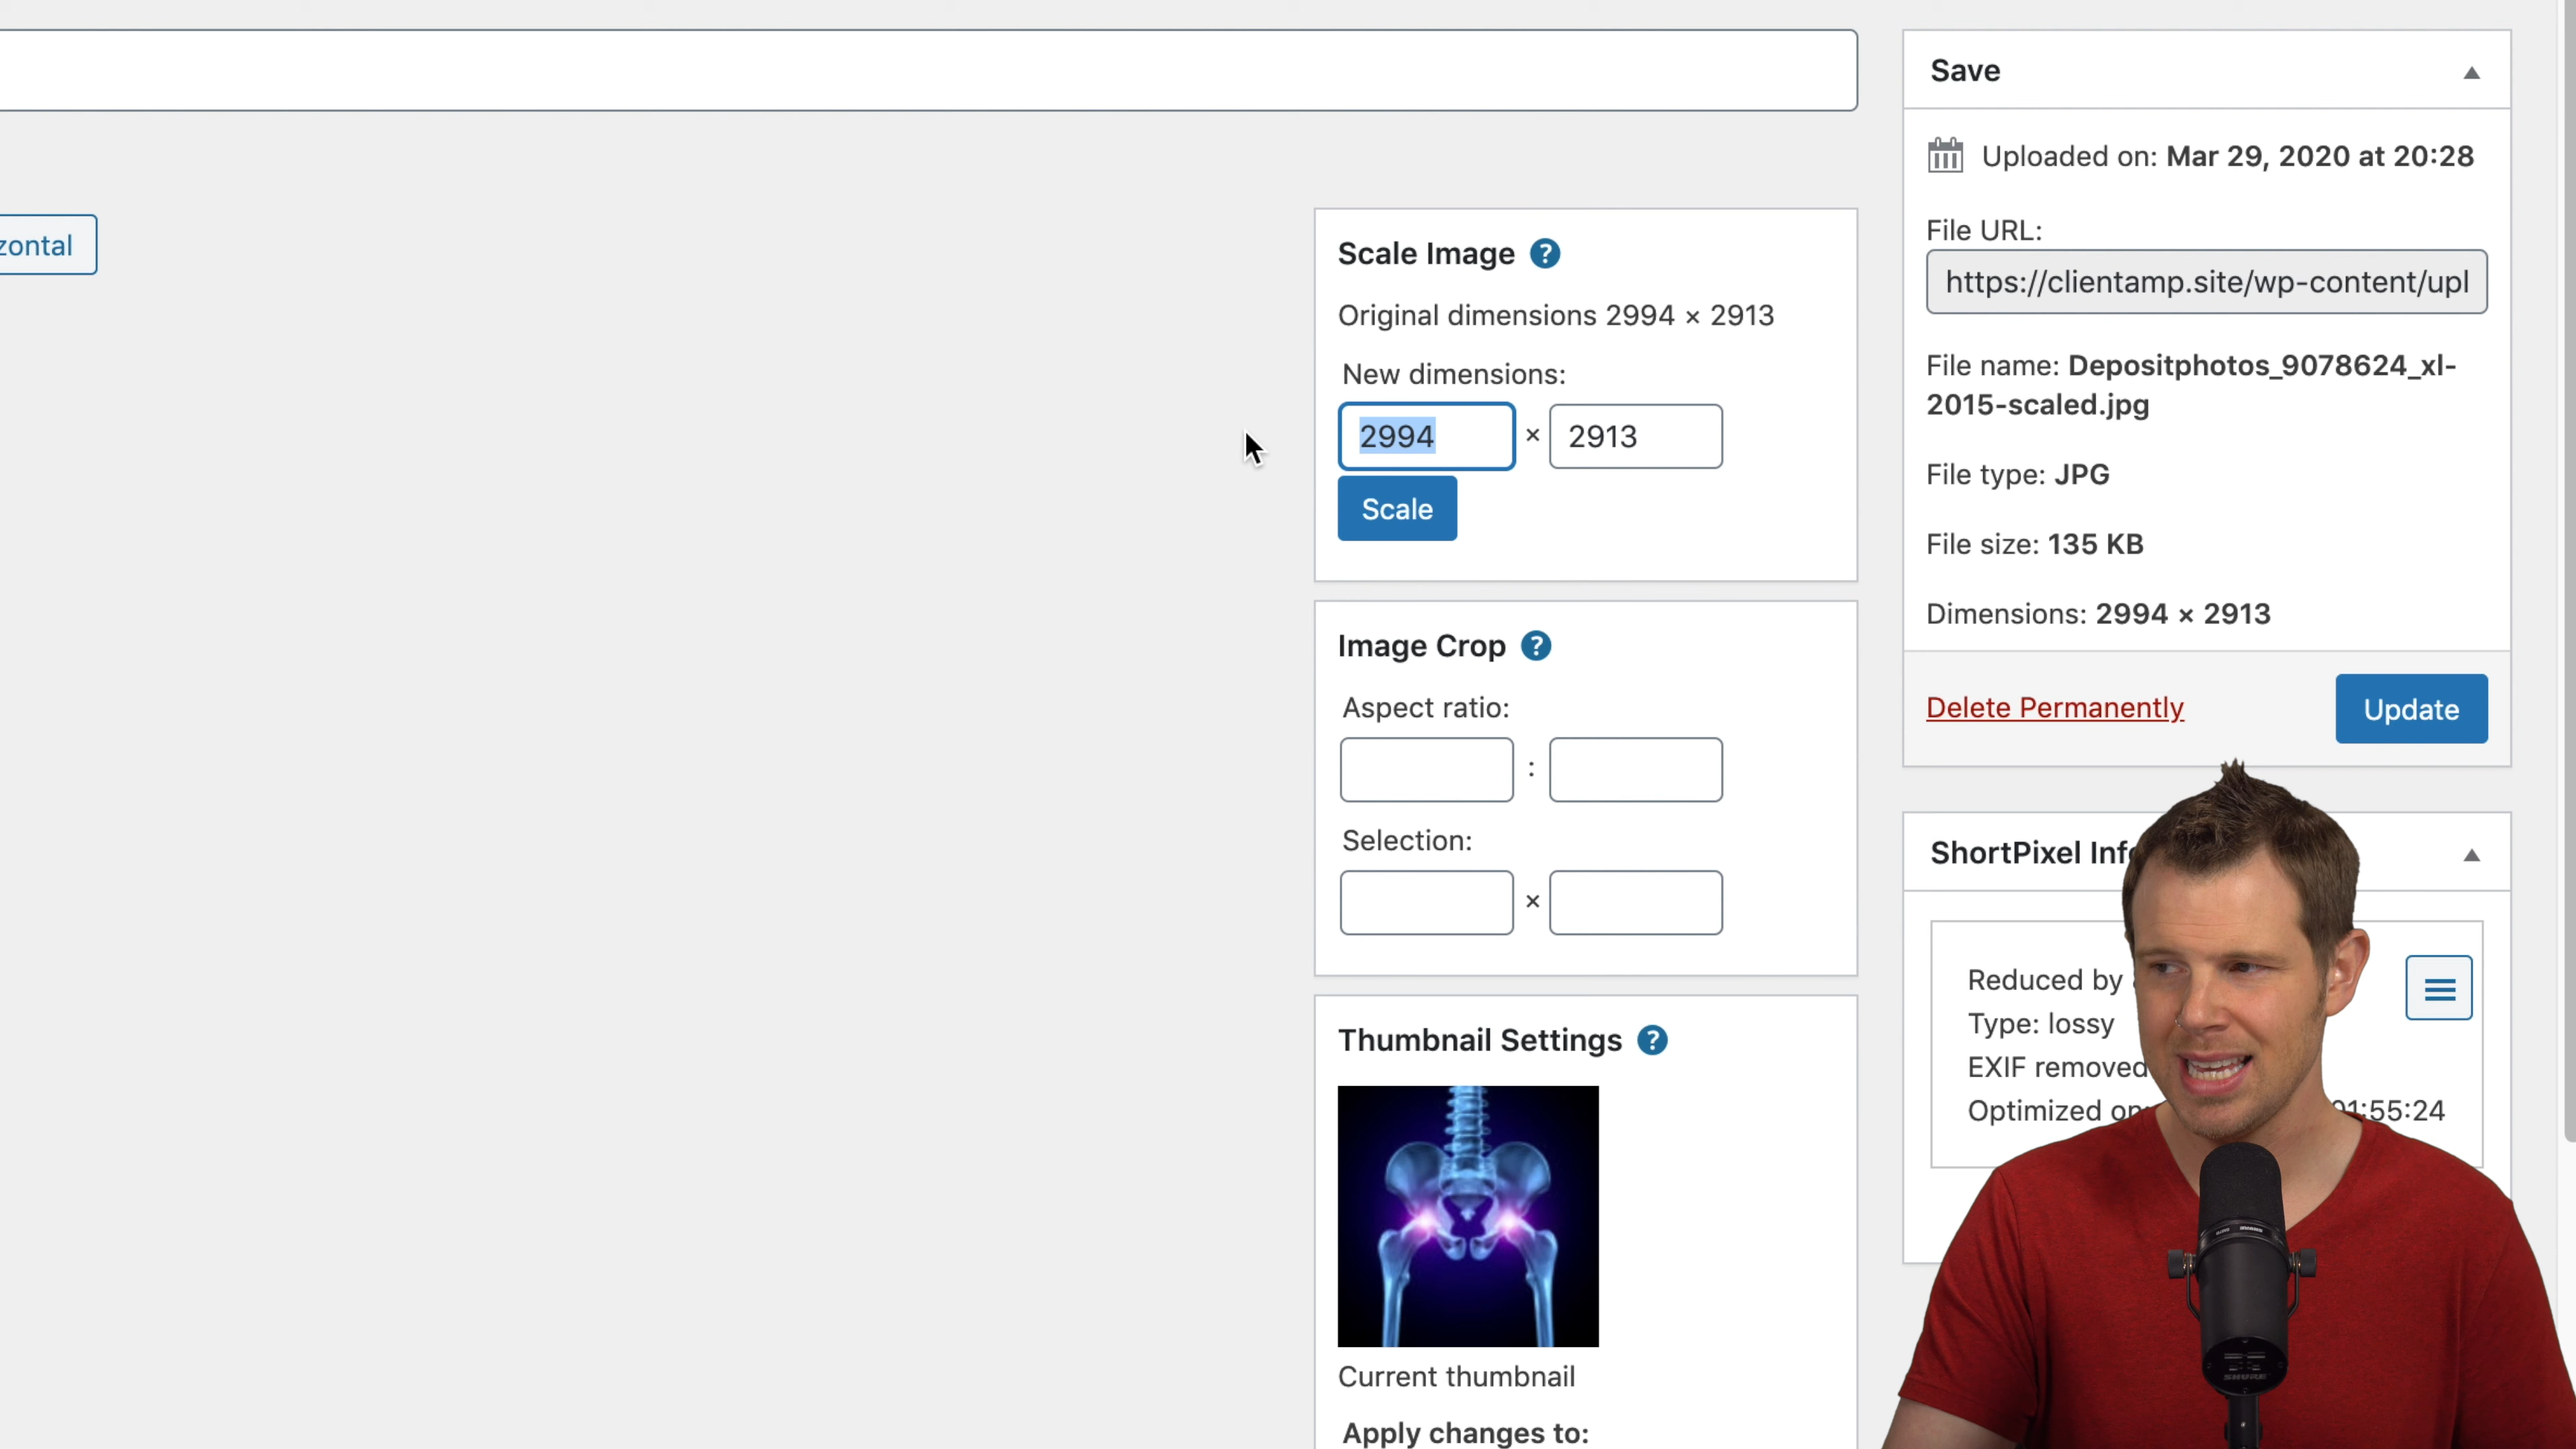 zontal
Scale Image ?
Original dimensions 2994 × 2913
New dimensions:
2994 × 2913
Scale
Image Crop ?
Aspect ratio:
:
Selection:
×
Thumbnail Settings ?
Current thumbnail
Apply changes to:
Save
Uploaded on: Mar 29, 2020 at 20:28
File URL:
https://clientamp.site/wp-content/upl
File name: Depositphotos_9078624_xl-
2015-scaled.jpg
File type: JPG
File size: 135 KB
Dimensions: 2994 × 2913
Delete Permanently
Update
ShortPixel Inf
Reduced by
Type: lossy
EXIF removed
Optimized on
01:55:24
SHURE